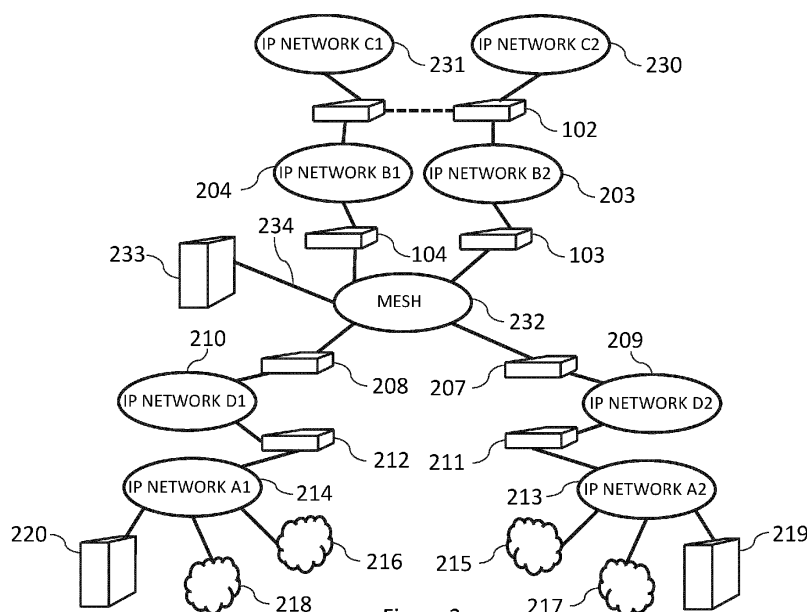 IP NETWORK C1
IP NETWORK C2
231
230
102
IP NETWORK B1
IP NETWORK B2
204
203
234
233
104
103
MESH
232
210
209
208
207
IP NETWORK D1
IP NETWORK D2
212
211
IP NETWORK A1
IP NETWORK A2
214
213
220
216
215
219
218
217